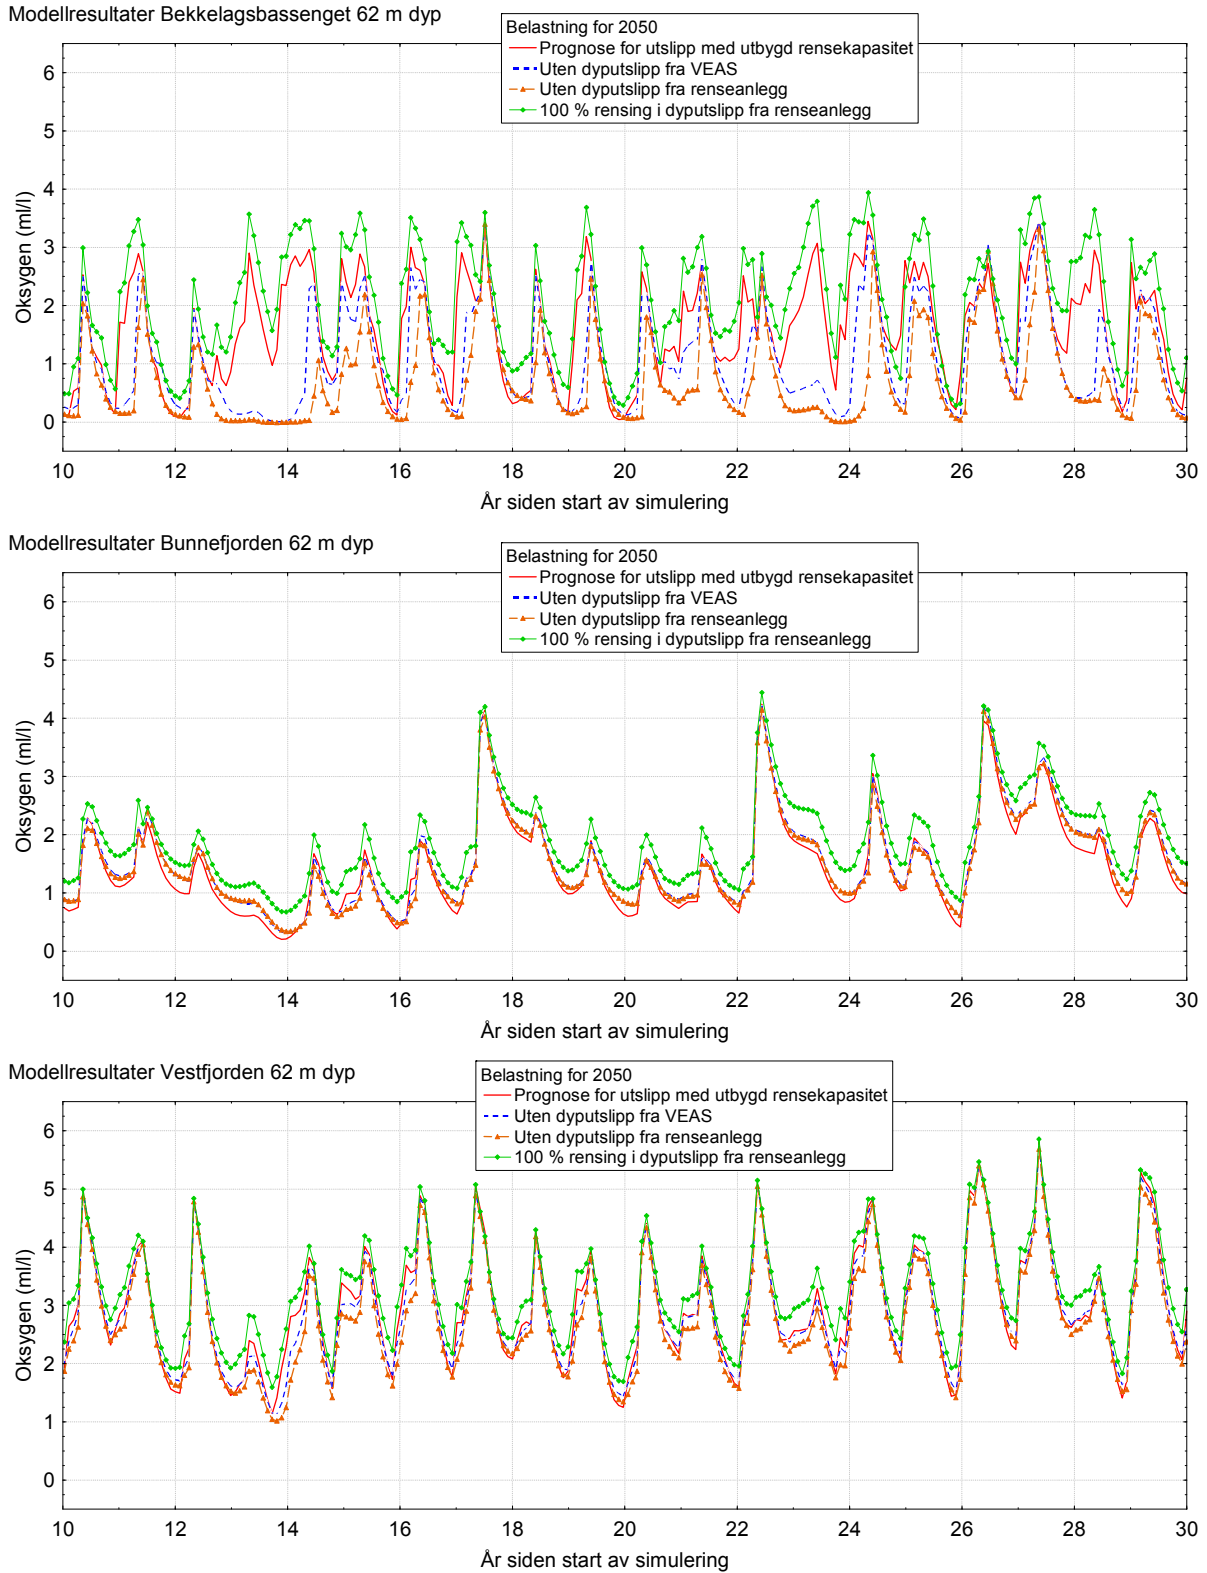 Modellresultater Bekkelagsbassenget 62 m dyp
Belastning for 2050
Prognose for utslipp med utbygd rensekapasitet
Uten dyputslipp fra VEAS
Uten dyputslipp fra renseanlegg
100 % rensing i dyputslipp fra renseanlegg
Oksygen (ml/l)
6
5
4
3
2
1
0
10 12 14 16 18 20 22 24 26 28 30
År siden start av simulering
Modellresultater Bunnefjorden 62 m dyp
Belastning for 2050
Prognose for utslipp med utbygd rensekapasitet
Uten dyputslipp fra VEAS
Uten dyputslipp fra renseanlegg
100 % rensing i dyputslipp fra renseanlegg
Oksygen (ml/l)
6
5
4
3
2
1
0
10 12 14 16 18 20 22 24 26 28 30
År siden start av simulering
Modellresultater Vestfjorden 62 m dyp
Belastning for 2050
Prognose for utslipp med utbygd rensekapasitet
Uten dyputslipp fra VEAS
Uten dyputslipp fra renseanlegg
100 % rensing i dyputslipp fra renseanlegg
Oksygen (ml/l)
6
5
4
3
2
1
0
10 12 14 16 18 20 22 24 26 28 30
År siden start av simulering